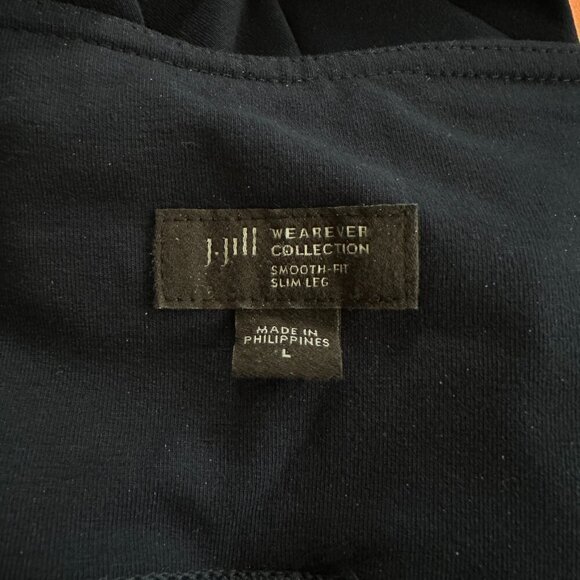 J.Jill
WEAREVER
COLLECTION
SMOOTH-FIT
SLIM LEG
MADE IN
PHILIPPINES
L